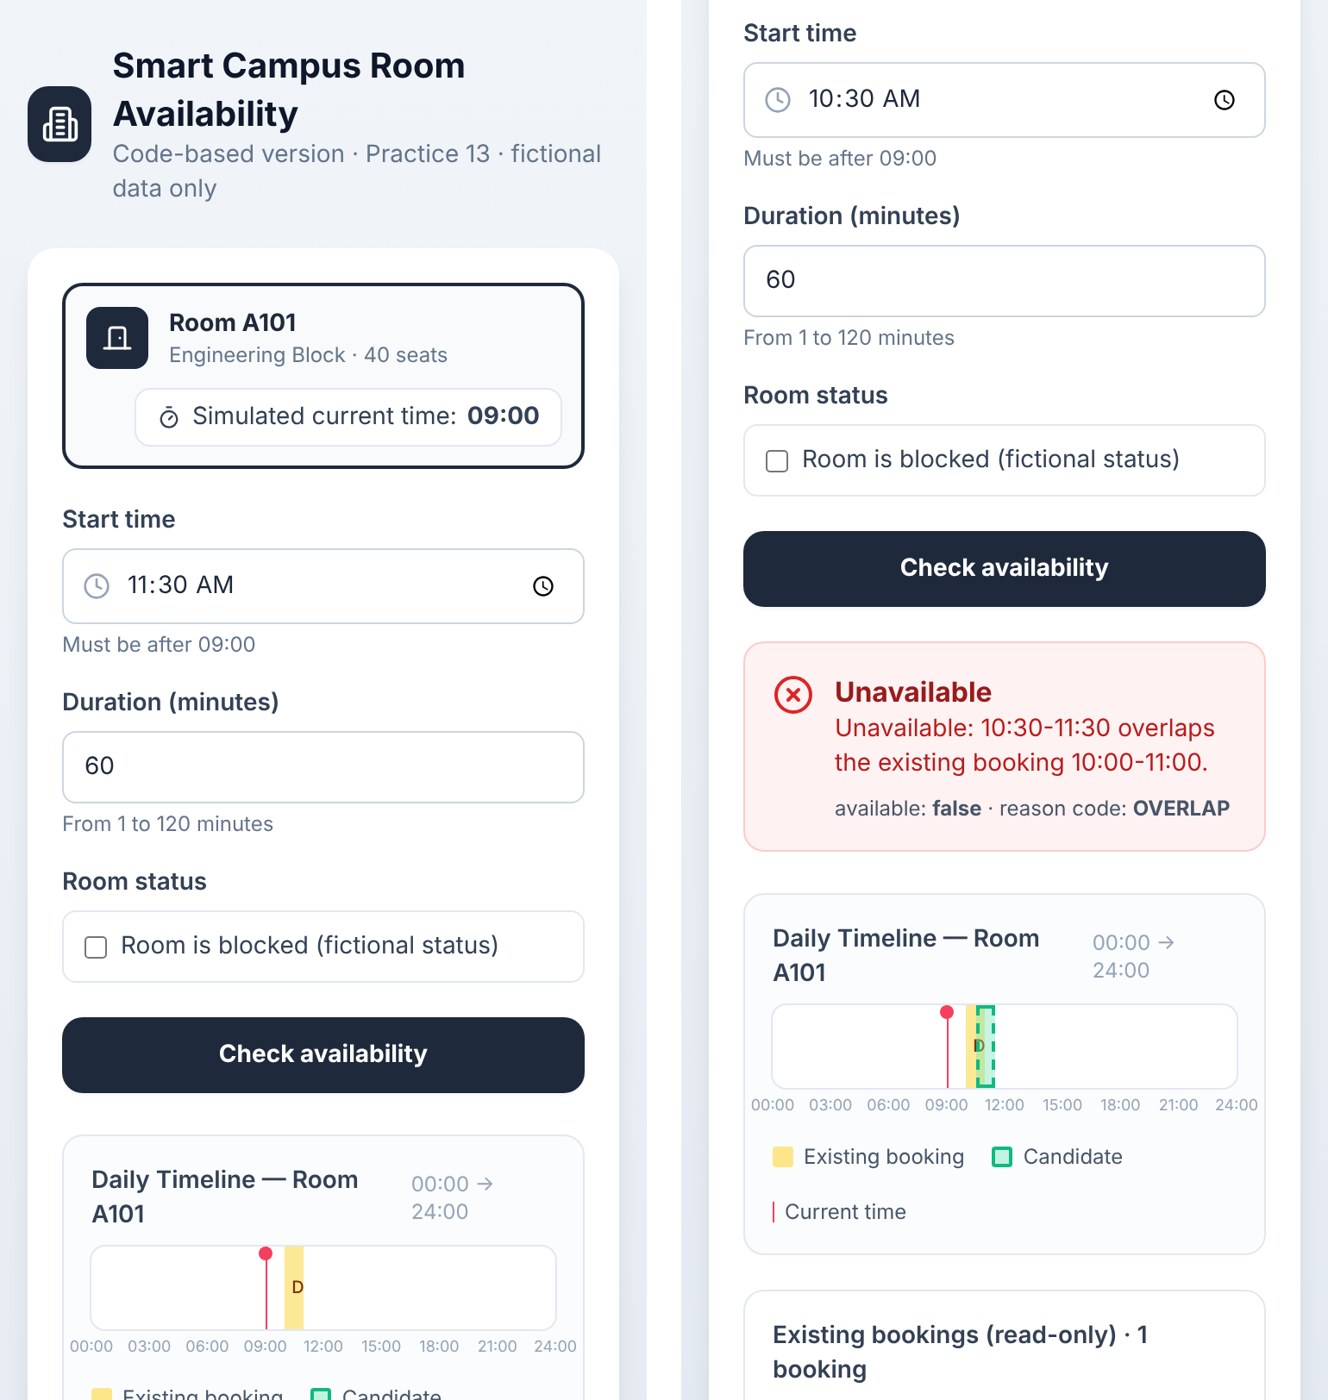 Smart Campus Room
Availability
Code-based version · Practice 13 · fictional
data only
Room A101
Engineering Block · 40 seats
Simulated current time: 09:00
Start time
11:30 AM
Must be after 09:00
Duration (minutes)
60
From 1 to 120 minutes
Room status
Room is blocked (fictional status)
Check availability
Daily Timeline — Room
A101
00:00 →
24:00
D
00:00 03:00 06:00 09:00 12:00 15:00 18:00 21:00 24:00
Existing booking Candidate
Start time
10:30 AM
Must be after 09:00
Duration (minutes)
60
From 1 to 120 minutes
Room status
Room is blocked (fictional status)
Check availability
Unavailable
Unavailable: 10:30-11:30 overlaps
the existing booking 10:00-11:00.
available: false · reason code: OVERLAP
Daily Timeline — Room
A101
00:00 →
24:00
D
00:00 03:00 06:00 09:00 12:00 15:00 18:00 21:00 24:00
Existing booking Candidate
Current time
Existing bookings (read-only) · 1
booking